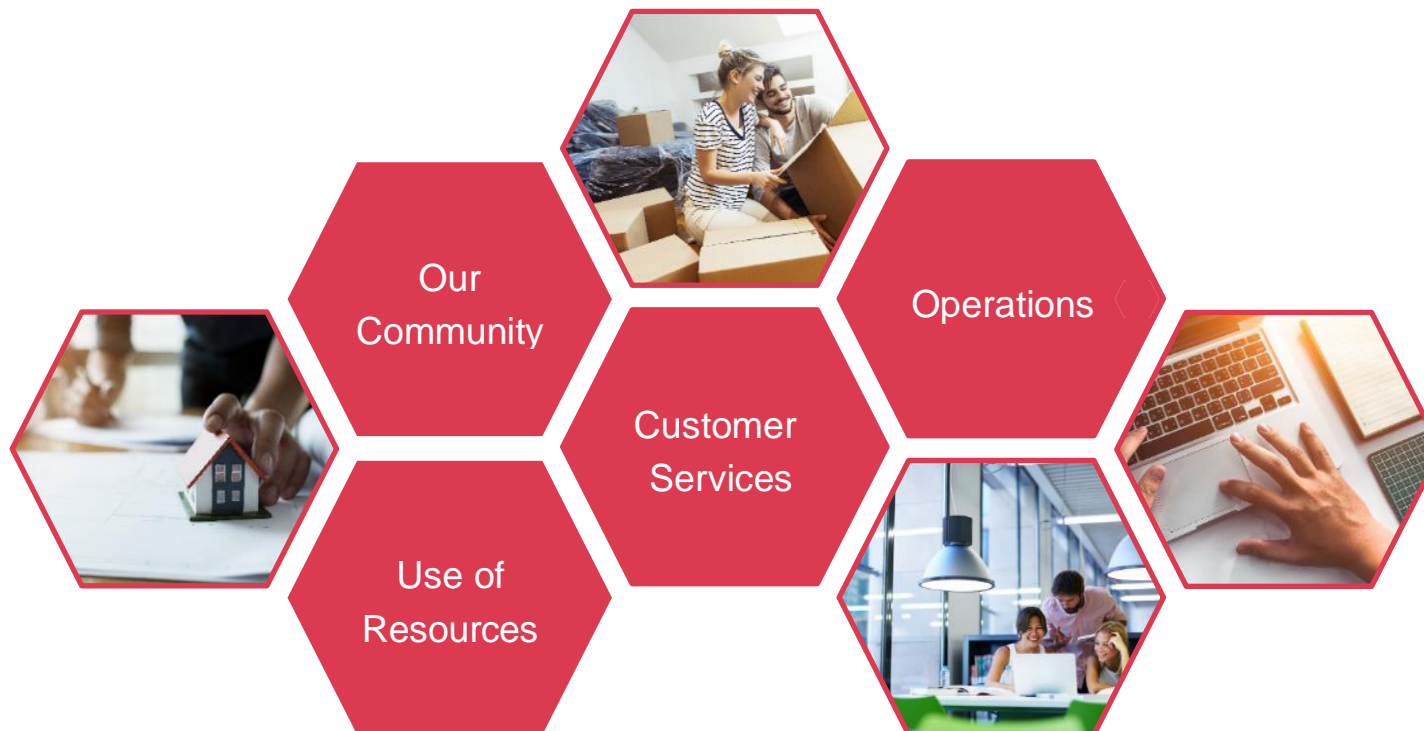 Our
Community
Operations
Customer
Services
Use of
Resources